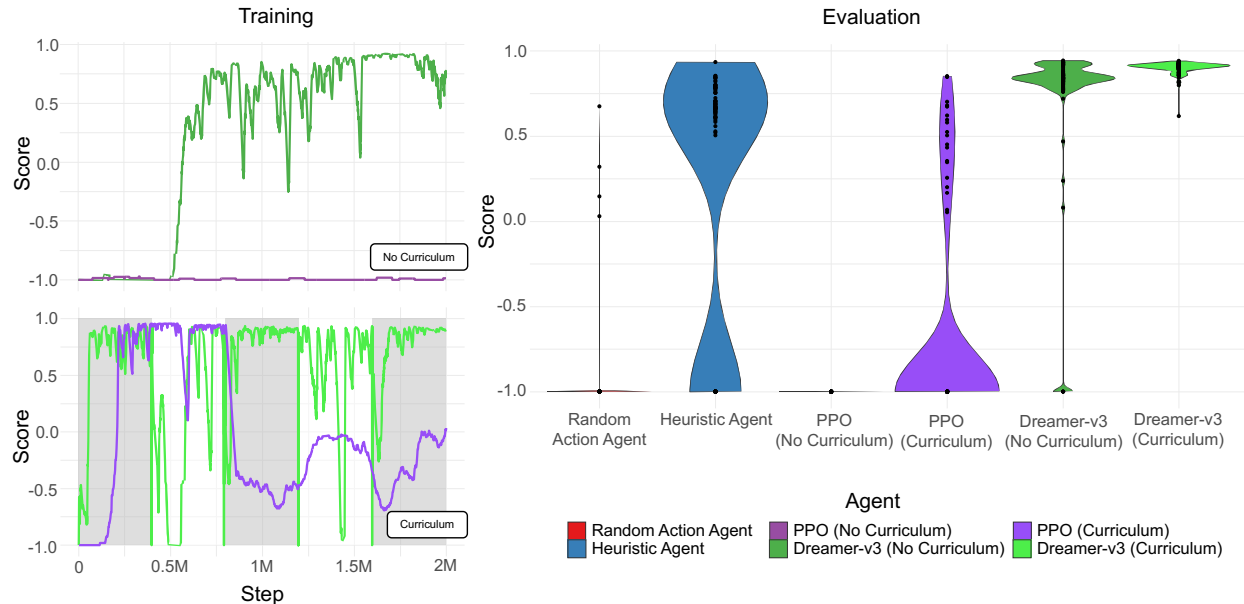 Training
Score
1.0
0.5
0.0
-0.5
-1.0
No Curriculum
Score
1.0
0.5
0.0
-0.5
-1.0
Curriculum
0
0.5M
1M
1.5M
2M
Step
Evaluation
Score
1.0
0.5
0.0
-0.5
-1.0
Random
Action Agent
Heuristic Agent
PPO
(No Curriculum)
PPO
(Curriculum)
Dreamer-v3
(No Curriculum)
Dreamer-v3
(Curriculum)
Agent
Random Action Agent
Heuristic Agent
PPO (No Curriculum)
Dreamer-v3 (No Curriculum)
PPO (Curriculum)
Dreamer-v3 (Curriculum)